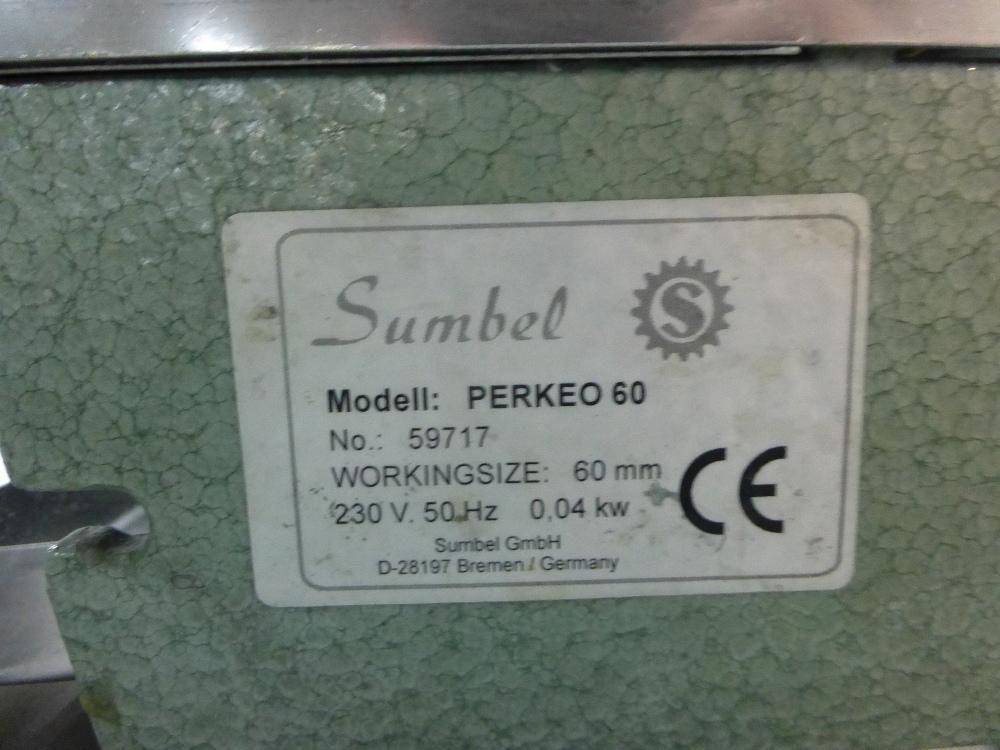 Sumbel
S
Modell: PERKEO 60
No.: 59717
WORKINGSIZE: 60 mm
CE
230 V. 50 Hz 0,04 kw
Sumbel GmbH
D-28197 Bremen / Germany